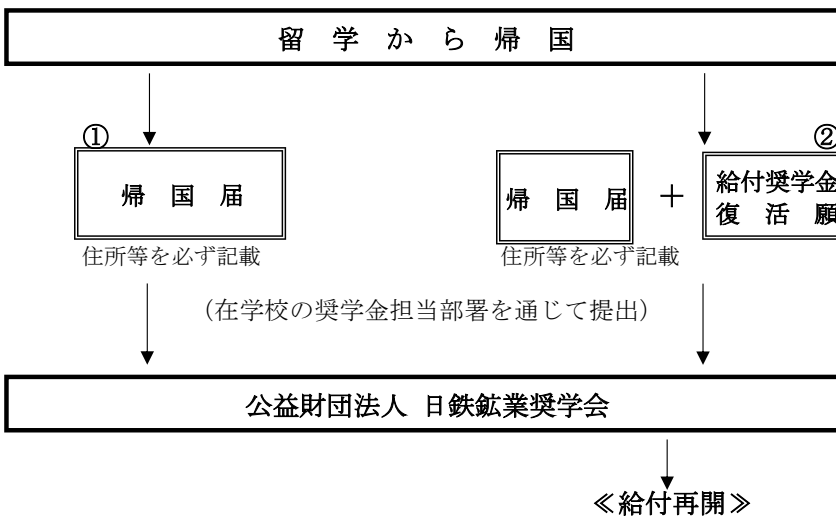 留 学 か ら 帰 国
①
②
帰 国 届
帰 国 届
+
給付奨学金
復 活 願
住所等を必ず記載
住所等を必ず記載
（在学校の奨学金担当部署を通じて提出）
公益財団法人 日鉄鉱業奨学会
≪給付再開≫